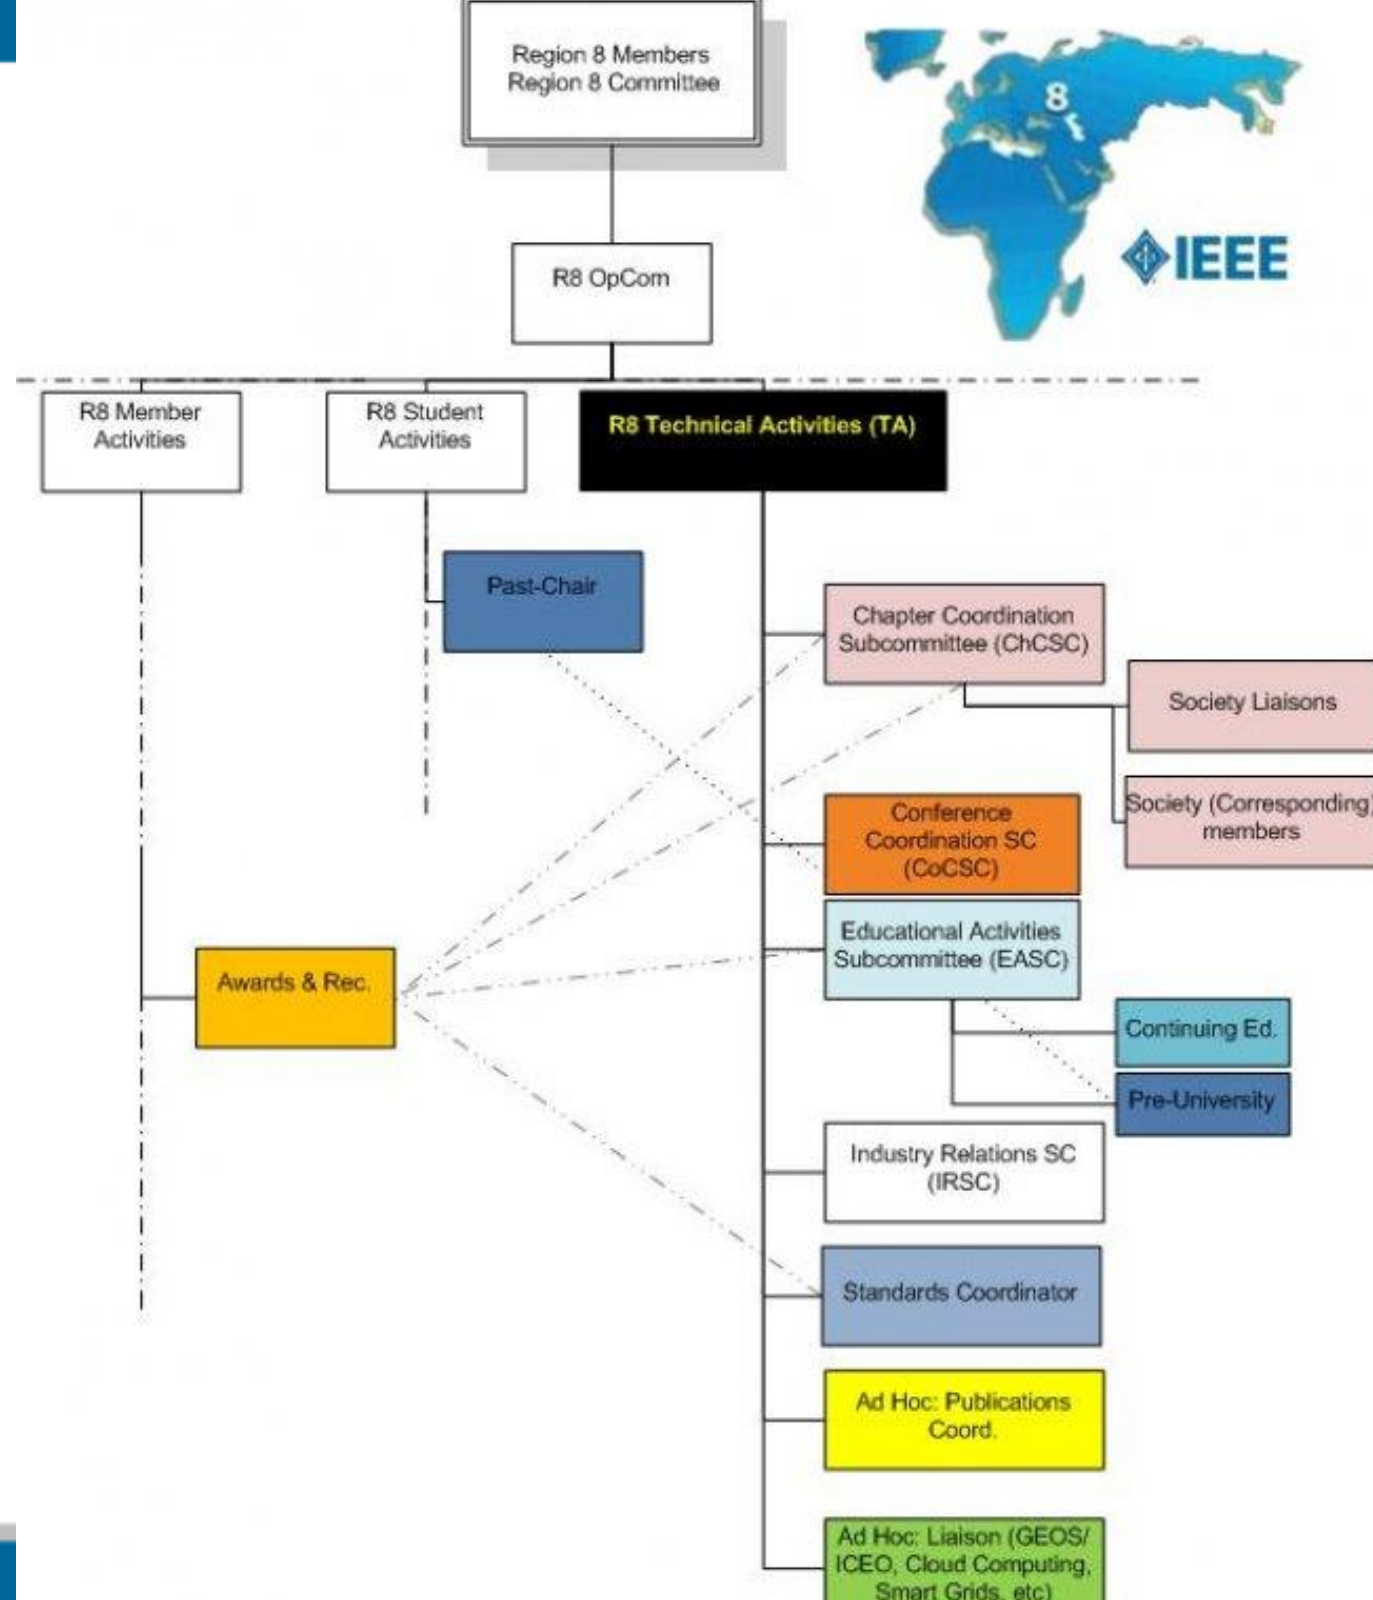 Region 8 Members
Region 8 Committee
8
IEEE
R8 OpCom
R8 Member
Activities
R8 Student
Activities
R8 Technical Activities (TA)
Past-Chair
Chapter Coordination
Subcommittee (ChCSC)
Society Liaisons
Society (Corresponding)
members
Conference
Coordination SC
(CoCSC)
Educational Activities
Subcommittee (EASC)
Awards & Rec.
Continuing Ed.
Pre-University
Industry Relations SC
(IRSC)
Standards Coordinator
Ad Hoc: Publications
Coord.
Ad Hoc: Liaison (GEOS/
ICEO, Cloud Computing,
Smart Grids, etc)